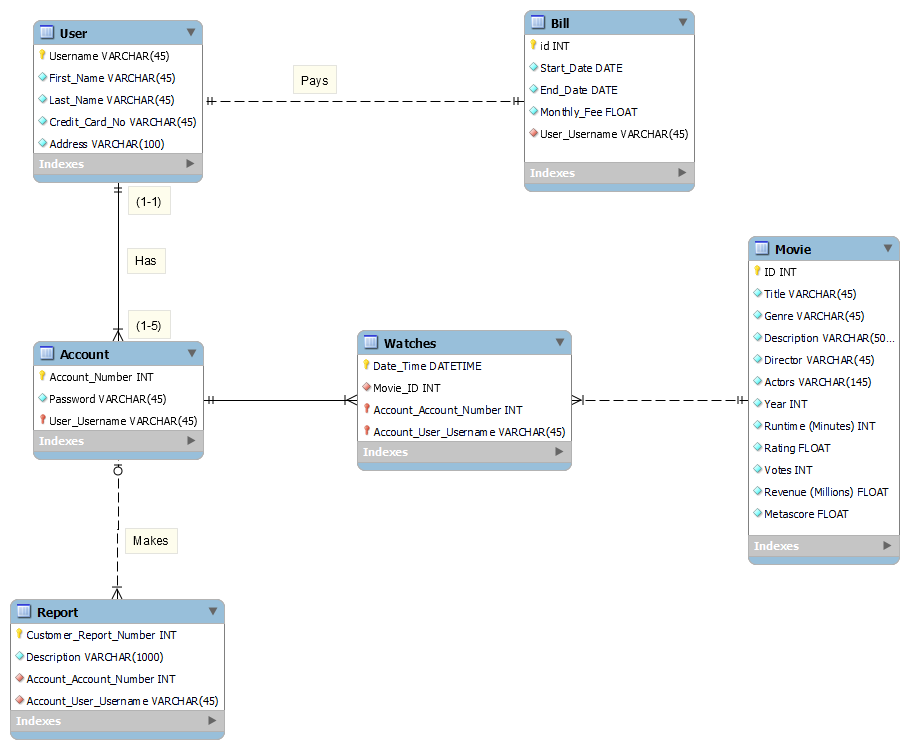 User
Username VARCHAR(45)
First_Name VARCHAR(45)
Last_Name VARCHAR(45)
Credit_Card_No VARCHAR(45)
Address VARCHAR(100)
Indexes
Pays
Bill
id INT
Start_Date DATE
End_Date DATE
Monthly_Fee FLOAT
User_Username VARCHAR(45)
Indexes
(1-1)
Has
(1-5)
Account
Account_Number INT
Password VARCHAR(45)
User_Username VARCHAR(45)
Indexes
Watches
Date_Time DATETIME
Movie_ID INT
Account_Account_Number INT
Account_User_Username VARCHAR(45)
Indexes
Movie
ID INT
Title VARCHAR(45)
Genre VARCHAR(45)
Description VARCHAR(50...
Director VARCHAR(45)
Actors VARCHAR(145)
Year INT
Runtime (Minutes) INT
Rating FLOAT
Votes INT
Revenue (Millions) FLOAT
Metascore FLOAT
Indexes
Makes
Report
Customer_Report_Number INT
Description VARCHAR(1000)
Account_Account_Number INT
Account_User_Username VARCHAR(45)
Indexes